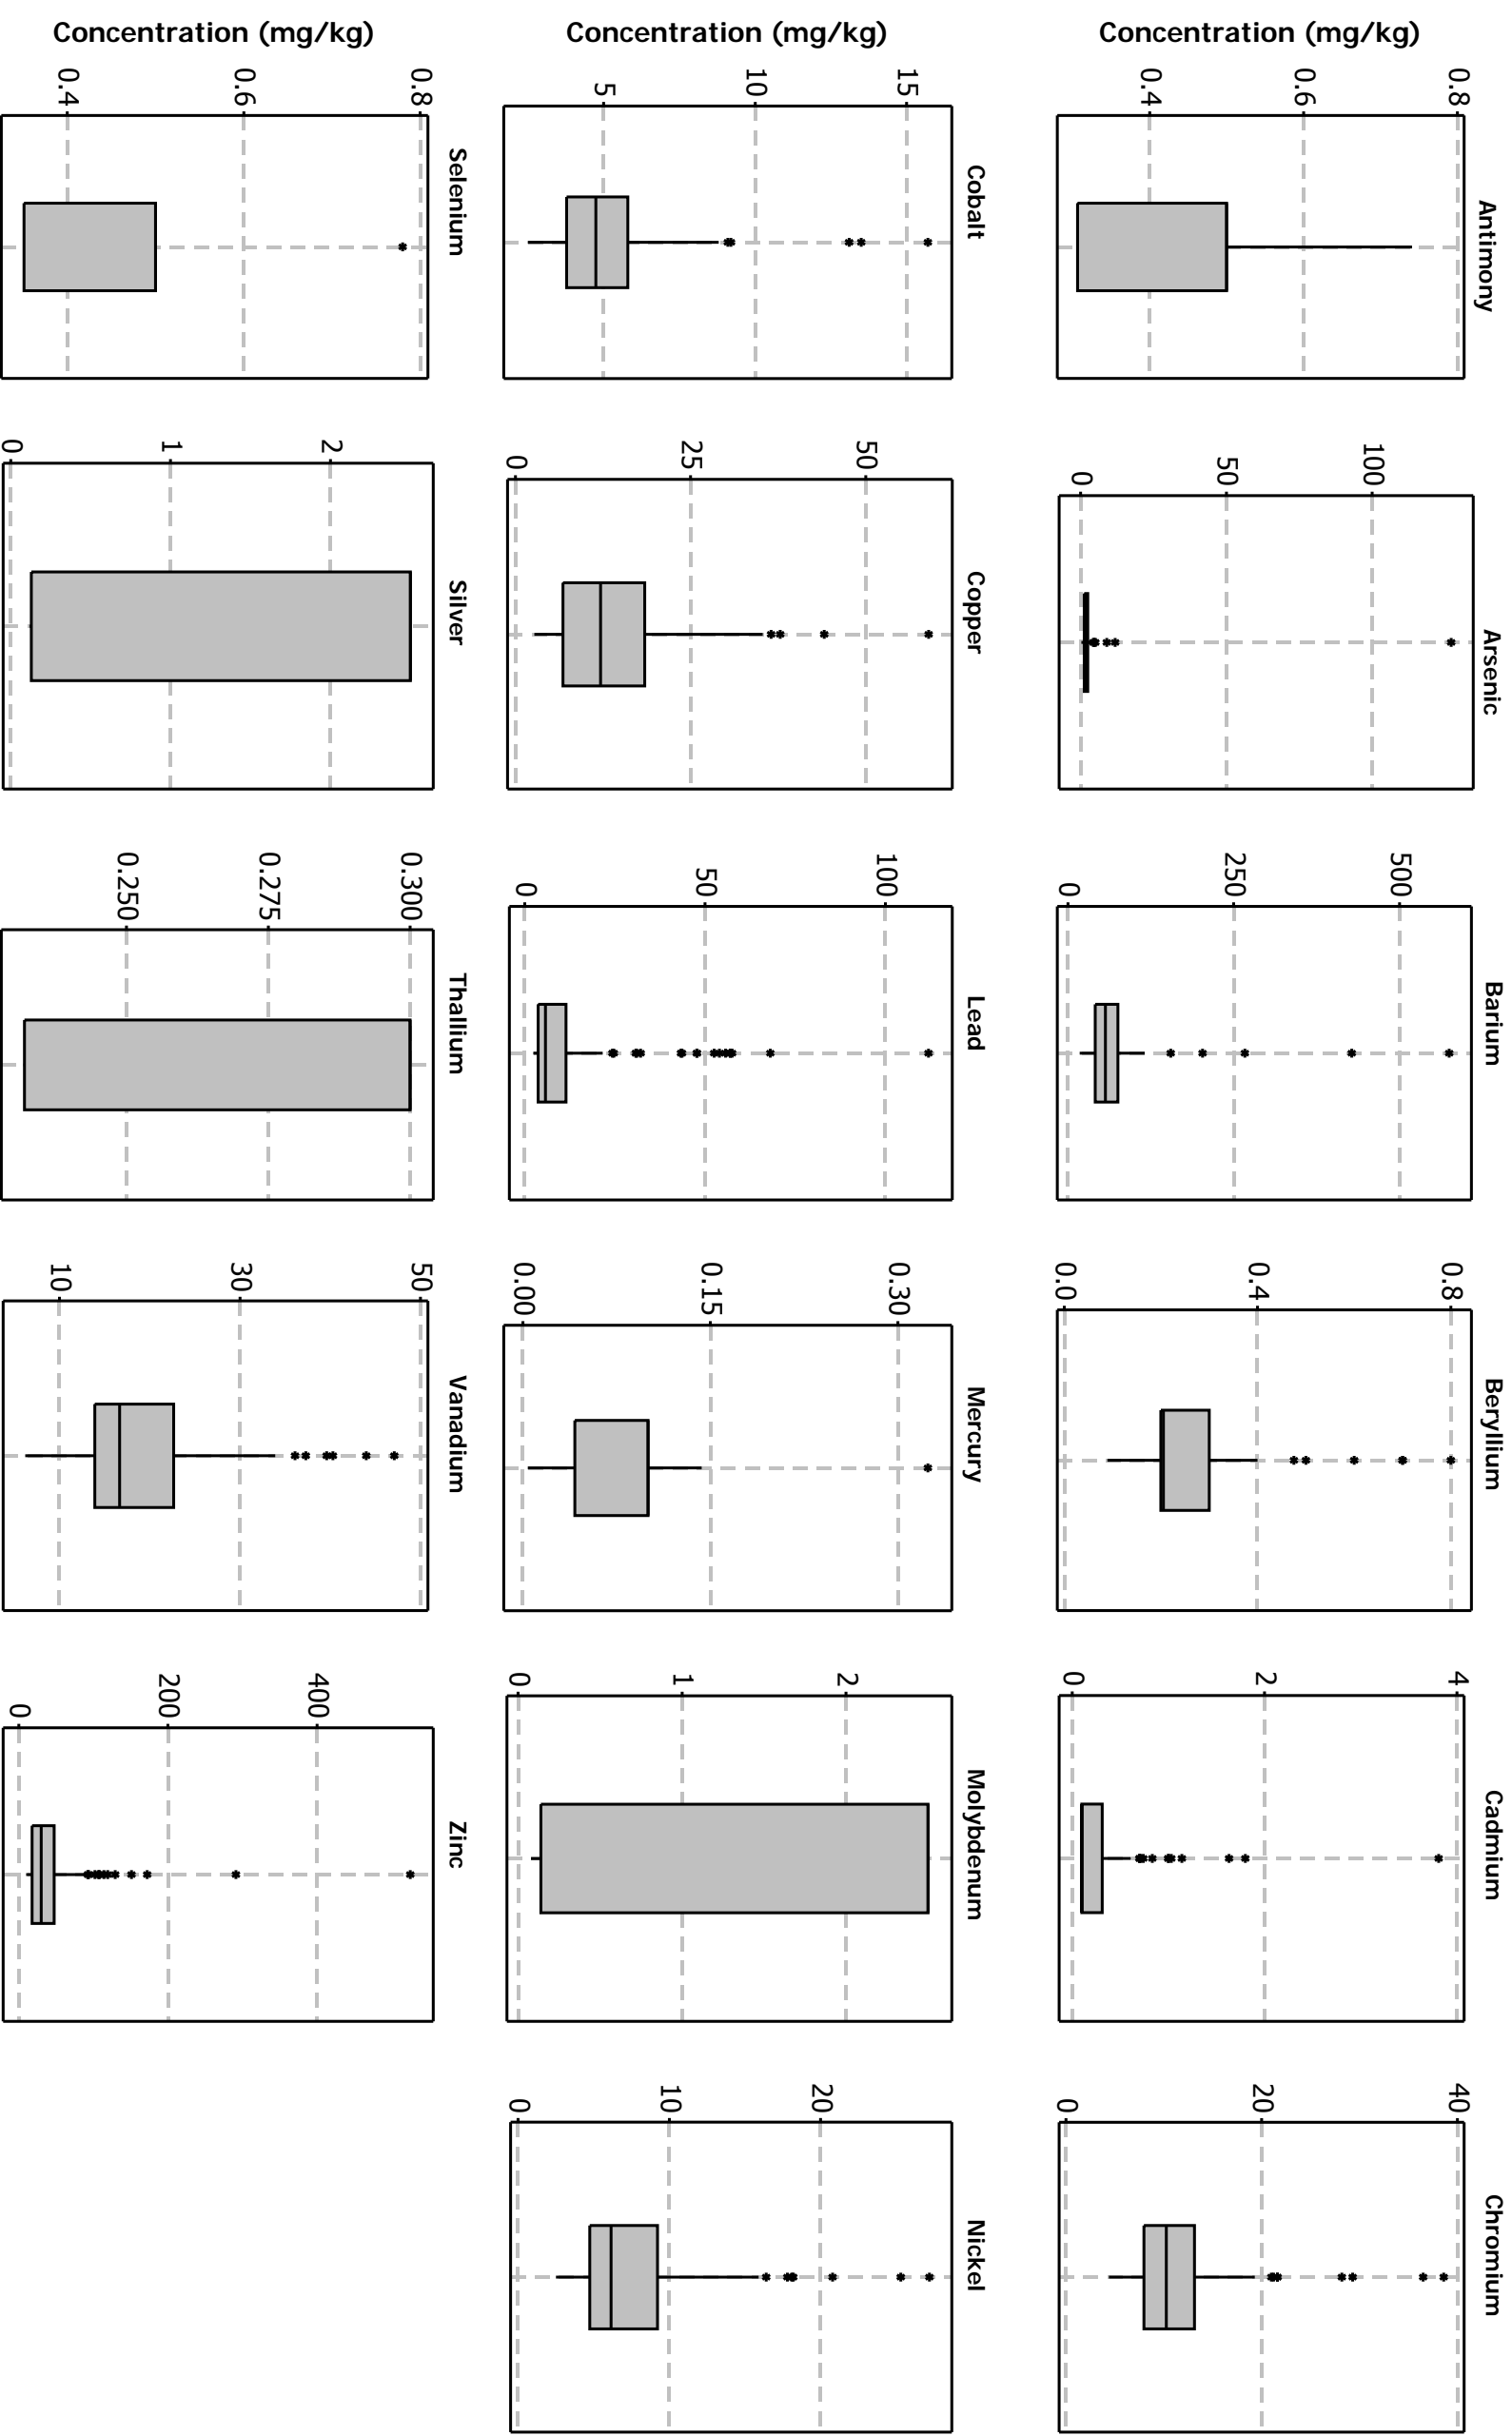 Antimony
Arsenic
Barium
Beryllium
Cadmium
Chromium
Concentration (mg/kg)
0.8
0.6
0.4
100
50
0
500
250
0
0.8
0.4
0.0
4
2
0
40
20
0
Cobalt
Copper
Lead
Mercury
Molybdenum
Nickel
Concentration (mg/kg)
15
10
5
50
25
0
100
50
0
0.30
0.15
0.00
2
1
0
20
10
0
Selenium
Silver
Thallium
Vanadium
Zinc
Concentration (mg/kg)
0.8
0.6
0.4
2
1
0
0.300
0.275
0.250
50
30
10
400
200
0